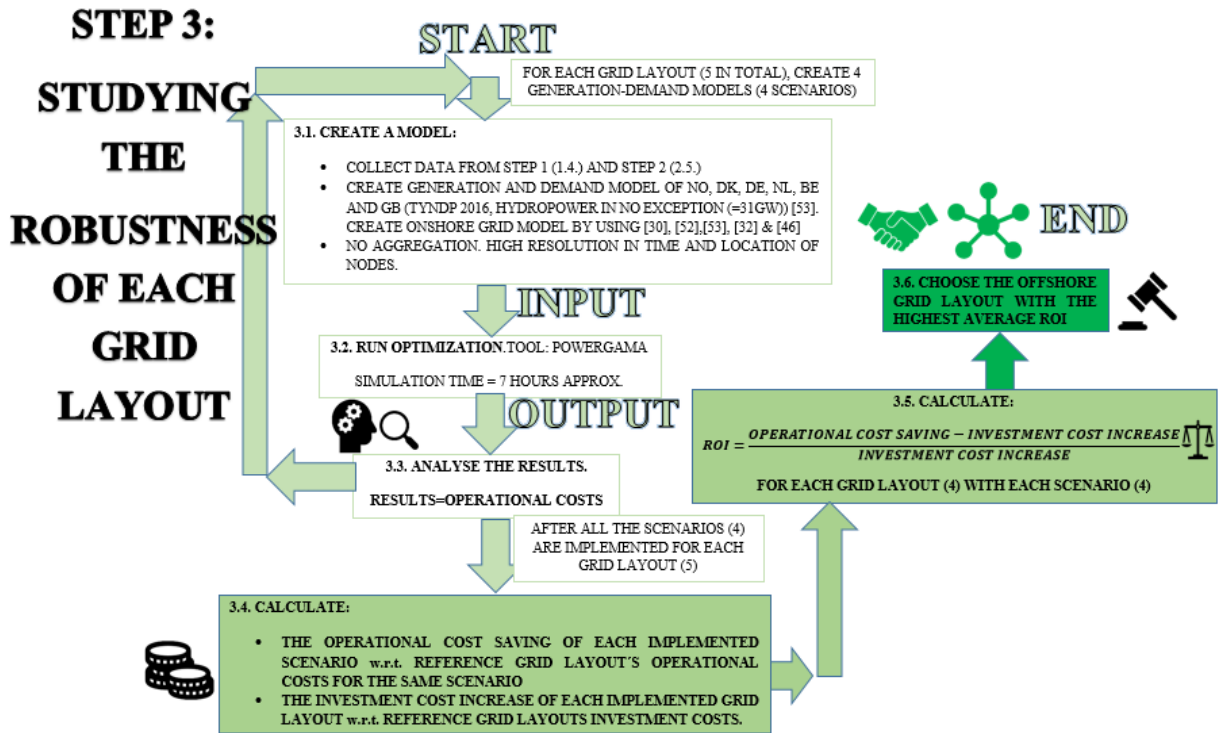 STEP 3:
STUDYING
THE
ROBUSTNESS
OF EACH
GRID
LAYOUT
START
FOR EACH GRID LAYOUT (5 IN TOTAL), CREATE 4
GENERATION-DEMAND MODELS (4 SCENARIOS)
3.1. CREATE A MODEL:
• COLLECT DATA FROM STEP 1 (1.4.) AND STEP 2 (2.5.)
• CREATE GENERATION AND DEMAND MODEL OF NO, DK, DE, NL, BE
AND GB (TYNDP 2016, HYDROPOWER IN NO EXCEPTION (=31GW)) [53].
CREATE ONSHORE GRID MODEL BY USING [30], [52],[53], [32] & [46]
• NO AGGREGATION. HIGH RESOLUTION IN TIME AND LOCATION OF
NODES.
INPUT
3.2. RUN OPTIMIZATION.TOOL: POWERGAMA
SIMULATION TIME = 7 HOURS APPROX.
OUTPUT
3.3. ANALYSE THE RESULTS.
RESULTS=OPERATIONAL COSTS
AFTER ALL THE SCENARIOS (4)
ARE IMPLEMENTED FOR EACH
GRID LAYOUT (5)
3.4. CALCULATE:
• THE OPERATIONAL COST SAVING OF EACH IMPLEMENTED
SCENARIO w.r.t. REFERENCE GRID LAYOUT´S OPERATIONAL
COSTS FOR THE SAME SCENARIO
• THE INVESTMENT COST INCREASE OF EACH IMPLEMENTED GRID
LAYOUT w.r.t. REFERENCE GRID LAYOUTS INVESTMENT COSTS.
3.5. CALCULATE:
ROI = OPERATIONAL COST SAVING − INVESTMENT COST INCREASE
INVESTMENT COST INCREASE
FOR EACH GRID LAYOUT (4) WITH EACH SCENARIO (4)
3.6. CHOOSE THE OFFSHORE
GRID LAYOUT WITH THE
HIGHEST AVERAGE ROI
END